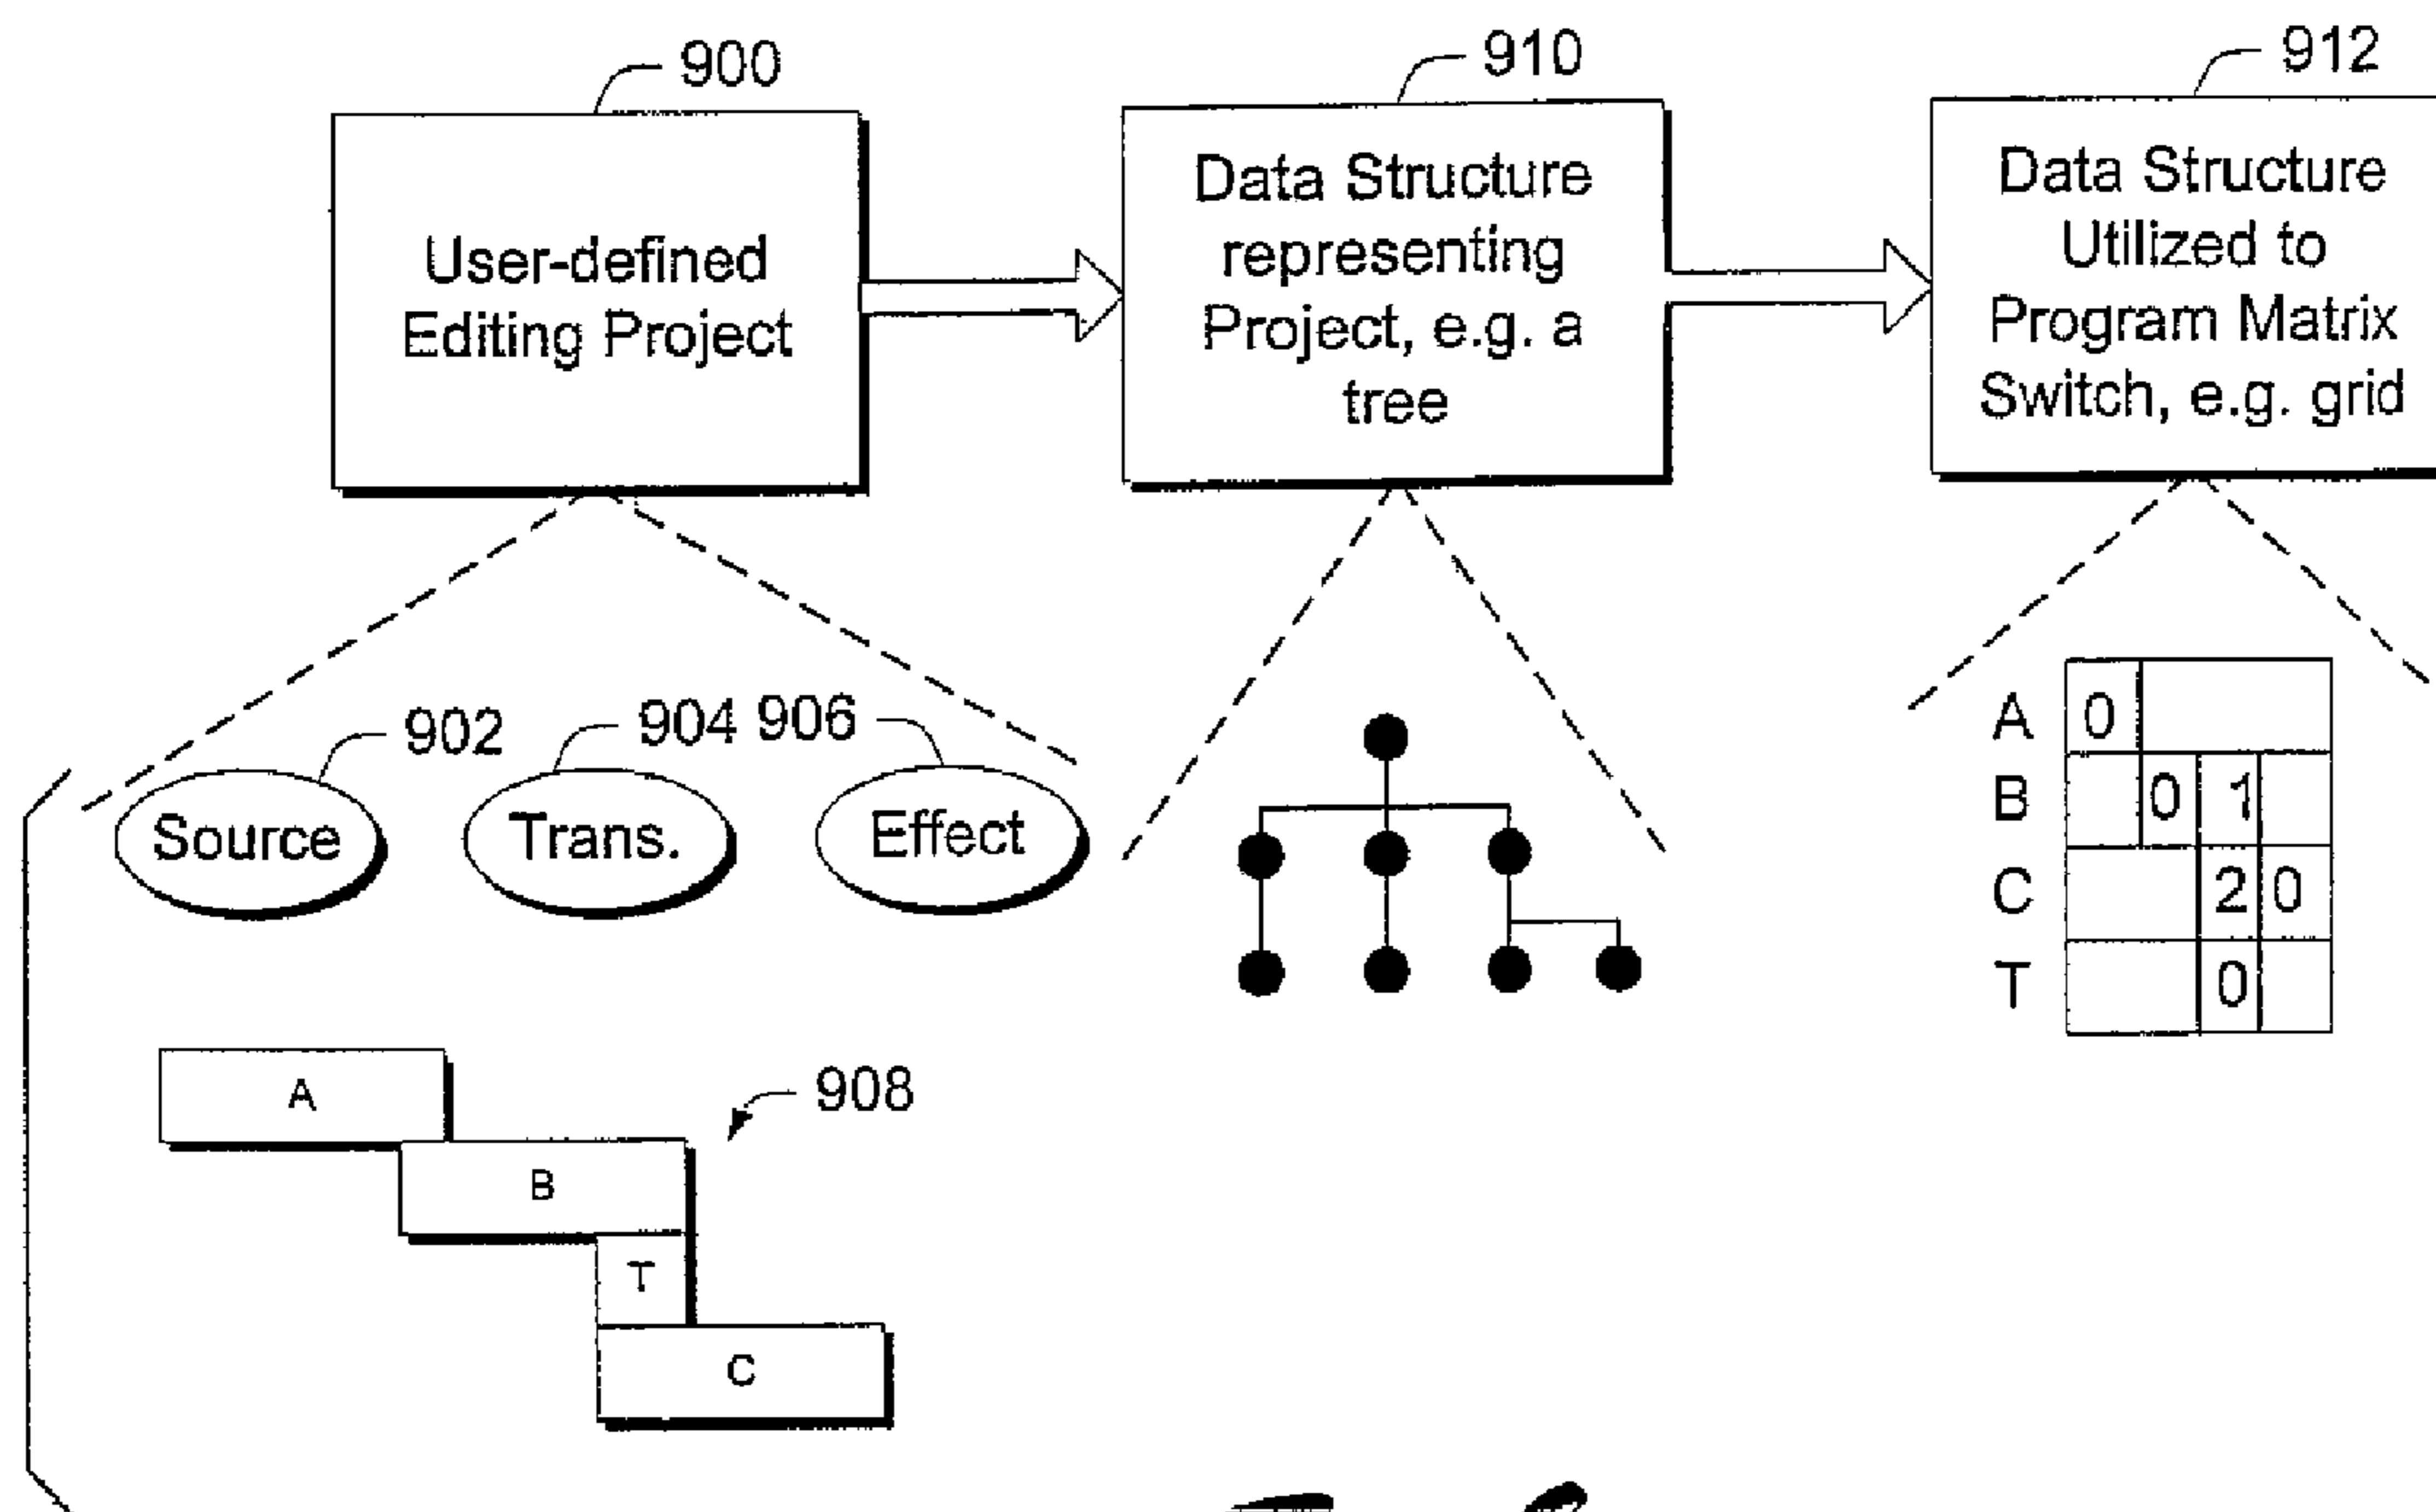 900
910
912
User-defined
Editing Project
Data Structure
representing
Project, e.g. a
tree
Data Structure
Utilized to
Program Matrix
Switch, e.g. grid
902
904
906
Source
Trans.
Effect
A 0
B 0 1
C 2 0
T 0
908
A
B
T
C